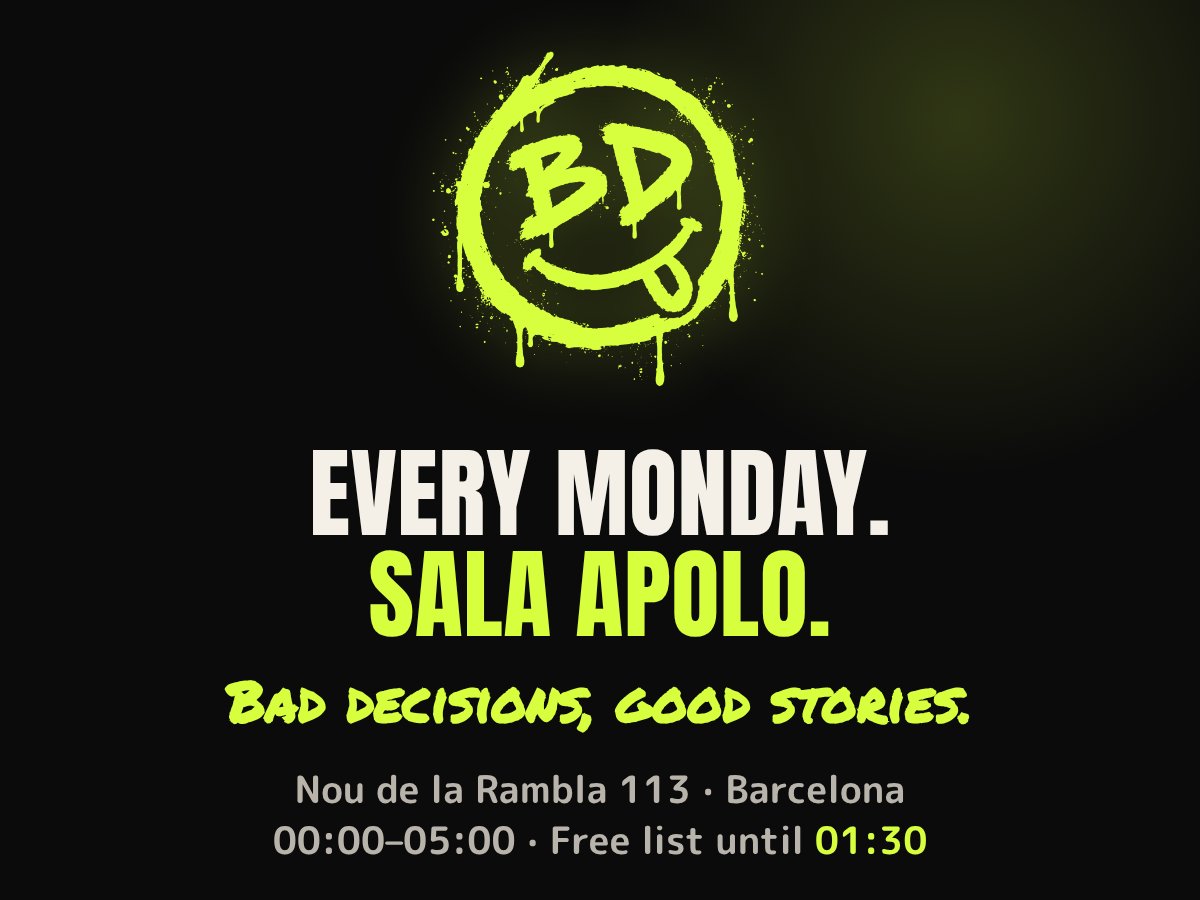 BD
EVERY MONDAY.
SALA APOLO.
Bad decisions, good stories.
Nou de la Rambla 113 · Barcelona
00:00–05:00 · Free list until 01:30